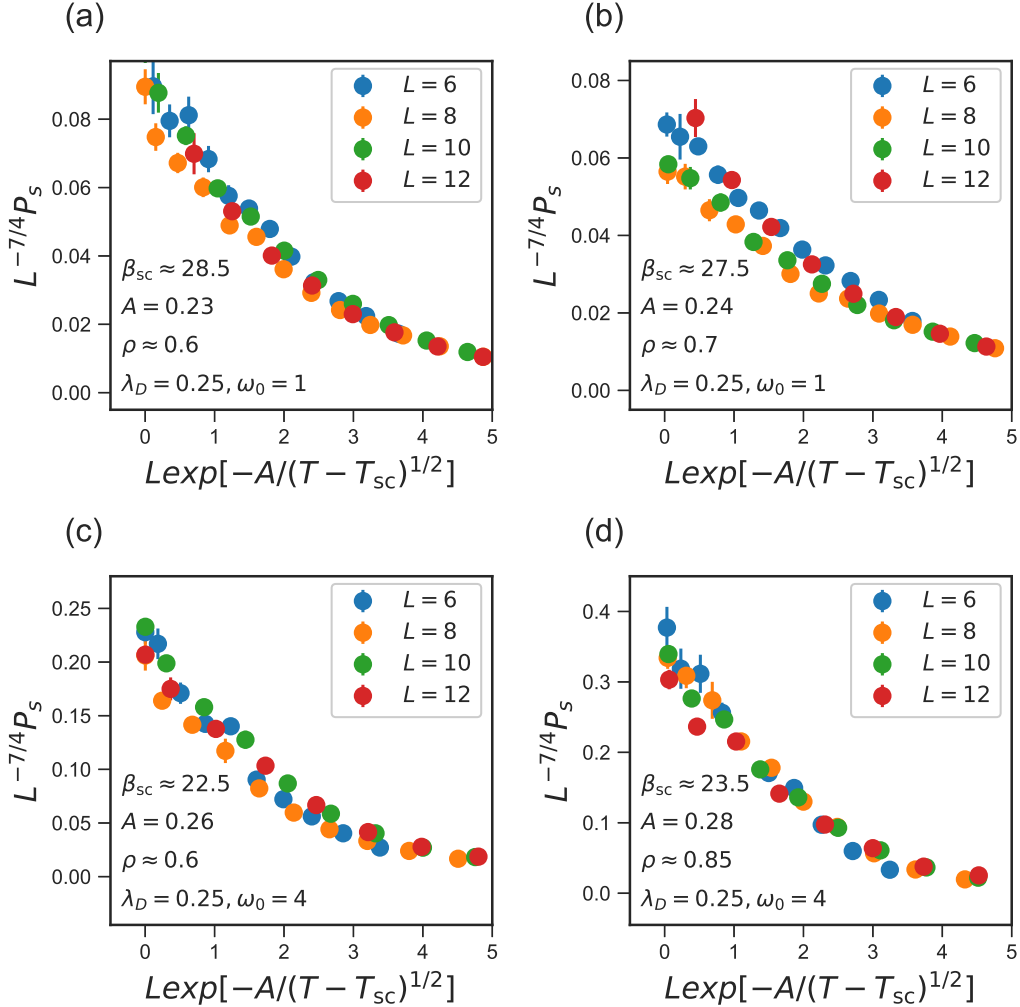 (a)
L^{-7/4}P_s
0.08
0.06
0.04
0.02
0.00
L = 6
L = 8
L = 10
L = 12
β_sc ≈ 28.5
A = 0.23
ρ ≈ 0.6
λ_D = 0.25, ω_0 = 1
0 1 2 3 4 5
Lexp[−A/(T − T_sc)^{1/2}]
(b)
L^{-7/4}P_s
0.08
0.06
0.04
0.02
0.00
L = 6
L = 8
L = 10
L = 12
β_sc ≈ 27.5
A = 0.24
ρ ≈ 0.7
λ_D = 0.25, ω_0 = 1
0 1 2 3 4 5
Lexp[−A/(T − T_sc)^{1/2}]
(c)
L^{-7/4}P_s
0.25
0.20
0.15
0.10
0.05
0.00
L = 6
L = 8
L = 10
L = 12
β_sc ≈ 22.5
A = 0.26
ρ ≈ 0.6
λ_D = 0.25, ω_0 = 4
0 1 2 3 4 5
Lexp[−A/(T − T_sc)^{1/2}]
(d)
L^{-7/4}P_s
0.4
0.3
0.2
0.1
0.0
L = 6
L = 8
L = 10
L = 12
β_sc ≈ 23.5
A = 0.28
ρ ≈ 0.85
λ_D = 0.25, ω_0 = 4
0 1 2 3 4 5
Lexp[−A/(T − T_sc)^{1/2}]